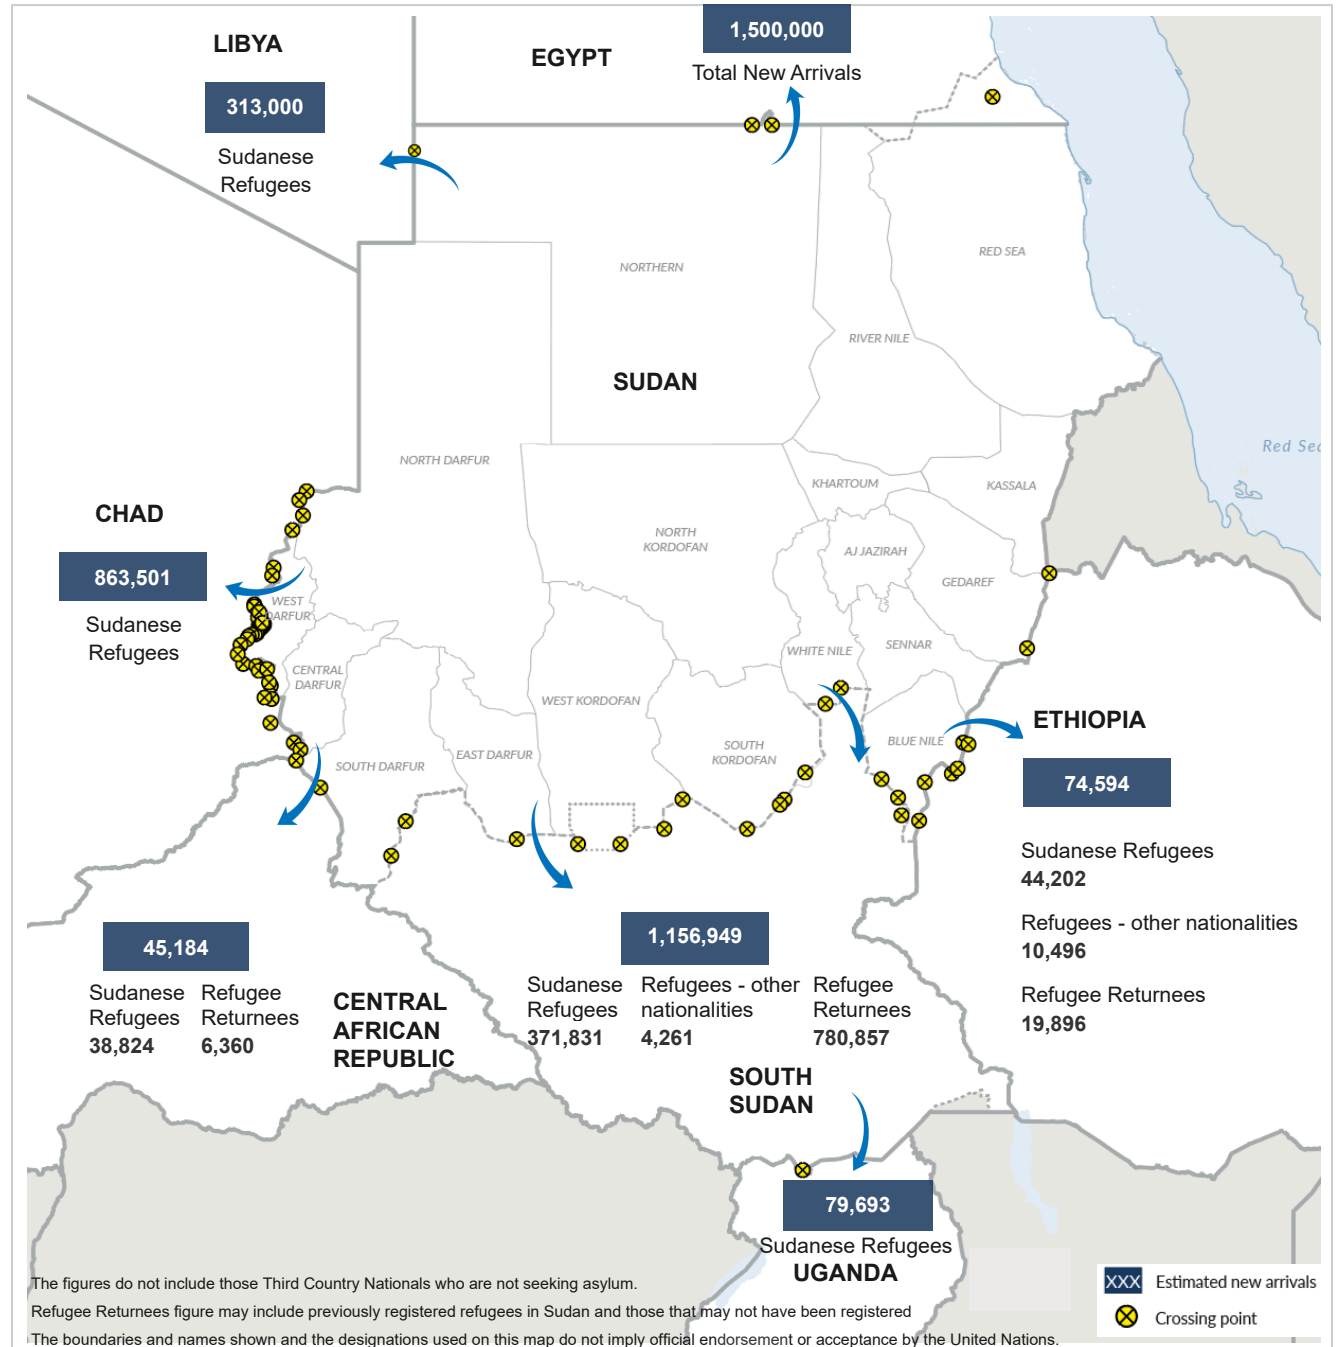 LIBYA
313,000
Sudanese
Refugees
EGYPT
1,500,000
Total New Arrivals
NORTHERN
RED SEA
RIVER NILE
SUDAN
NORTH DARFUR
KHARTOUM
KASSALA
Red Sea
CHAD
863,501
Sudanese
Refugees
NORTH
KORDOFAN
AJ JAZIRAH
GEDAREF
WEST
DARFUR
CENTRAL
DARFUR
WHITE NILE
SENNAR
WEST KORDOFAN
SOUTH DARFUR
EAST DARFUR
SOUTH
KORDOFAN
BLUE NILE
ETHIOPIA
74,594
Sudanese Refugees
44,202
Refugees - other nationalities
10,496
Refugee Returnees
19,896
45,184
Sudanese
Refugees
38,824
Refugee
Returnees
6,360
CENTRAL
AFRICAN
REPUBLIC
1,156,949
Sudanese
Refugees
371,831
Refugees - other
nationalities
4,261
Refugee
Returnees
780,857
SOUTH
SUDAN
79,693
Sudanese Refugees
UGANDA
The figures do not include those Third Country Nationals who are not seeking asylum.
Refugee Returnees figure may include previously registered refugees in Sudan and those that may not have been registered
The boundaries and names shown and the designations used on this map do not imply official endorsement or acceptance by the United Nations.
XXX Estimated new arrivals
Crossing point